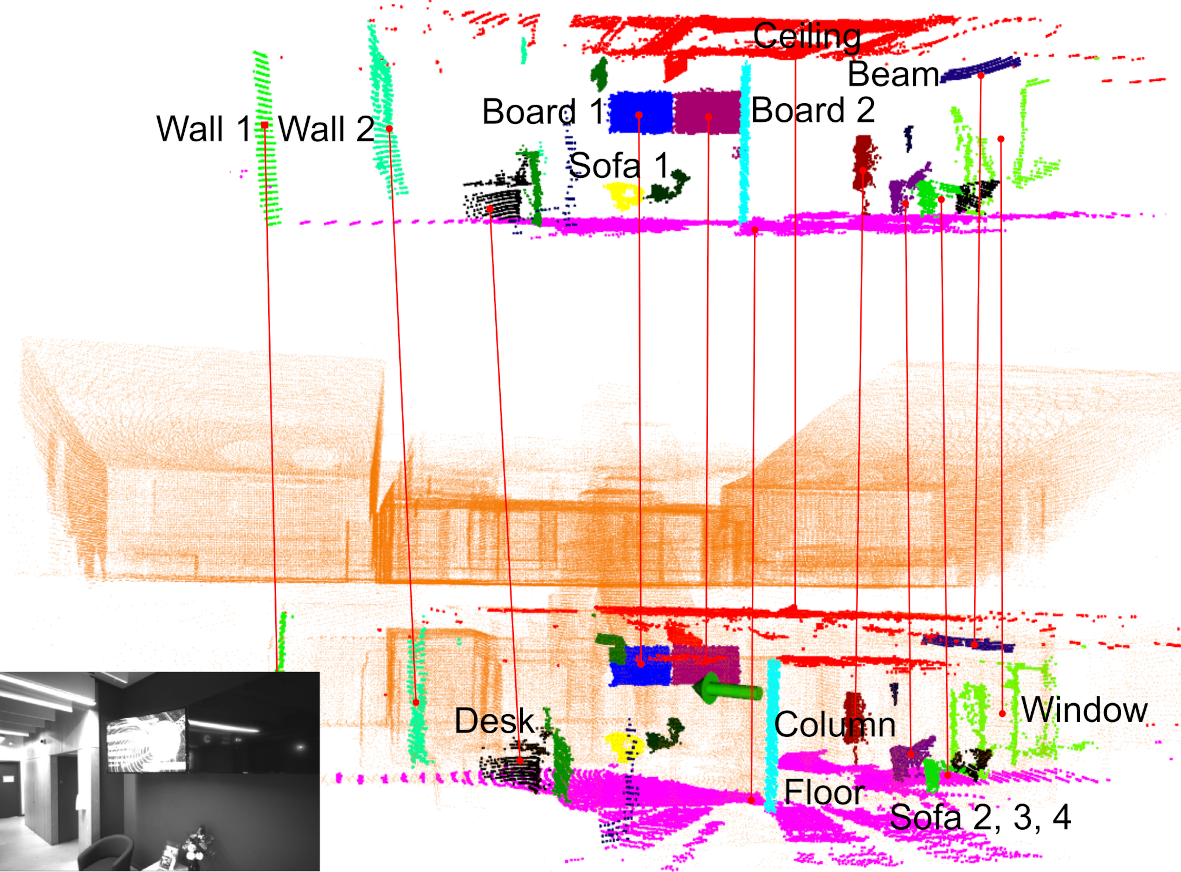 Ceiling
Beam
Board 1
Board 2
Wall 1
Wall 2
Sofa 1
Desk
Column
Window
Floor
Sofa 2, 3, 4